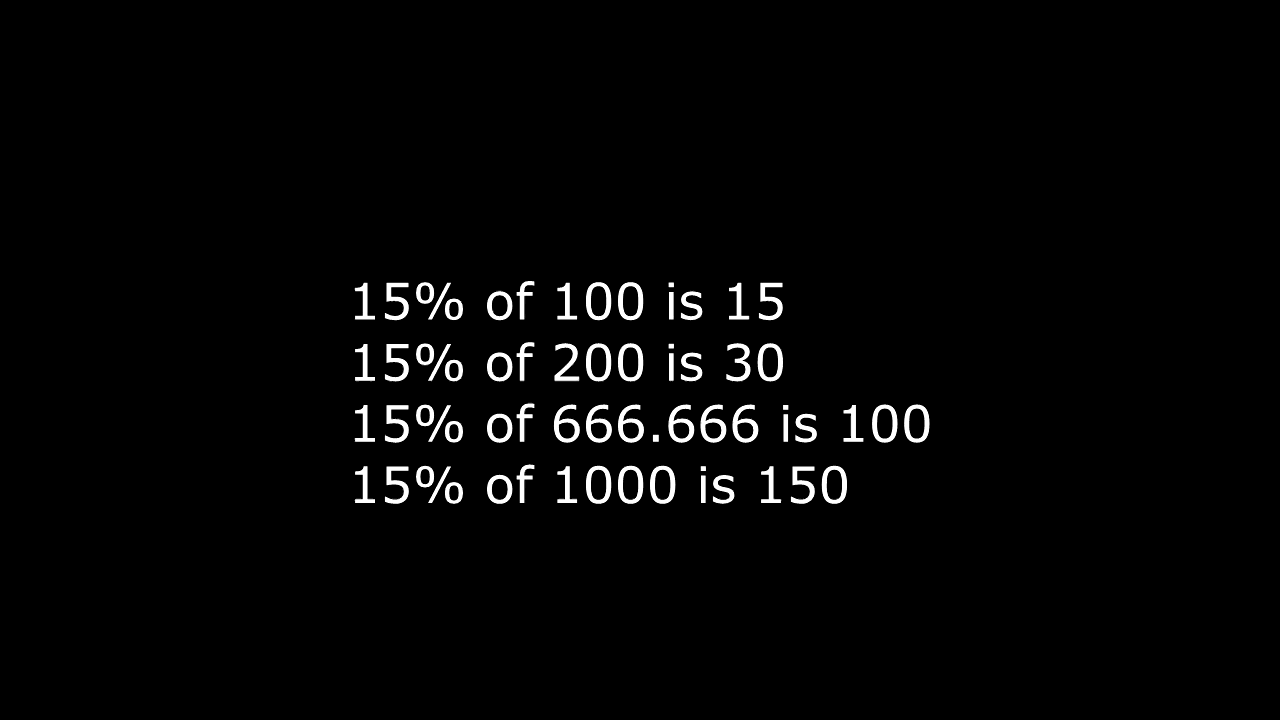 15% of 100 is 15
15% of 200 is 30
15% of 666.666 is 100
15% of 1000 is 150